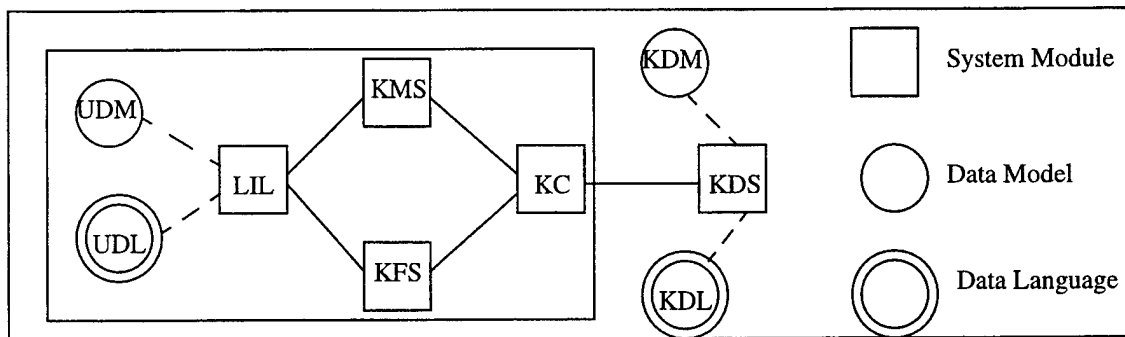 KDM
System Module
UDM
KMS
LIL
KC
KDS
Data Model
UDL
KFS
KDL
Data Language